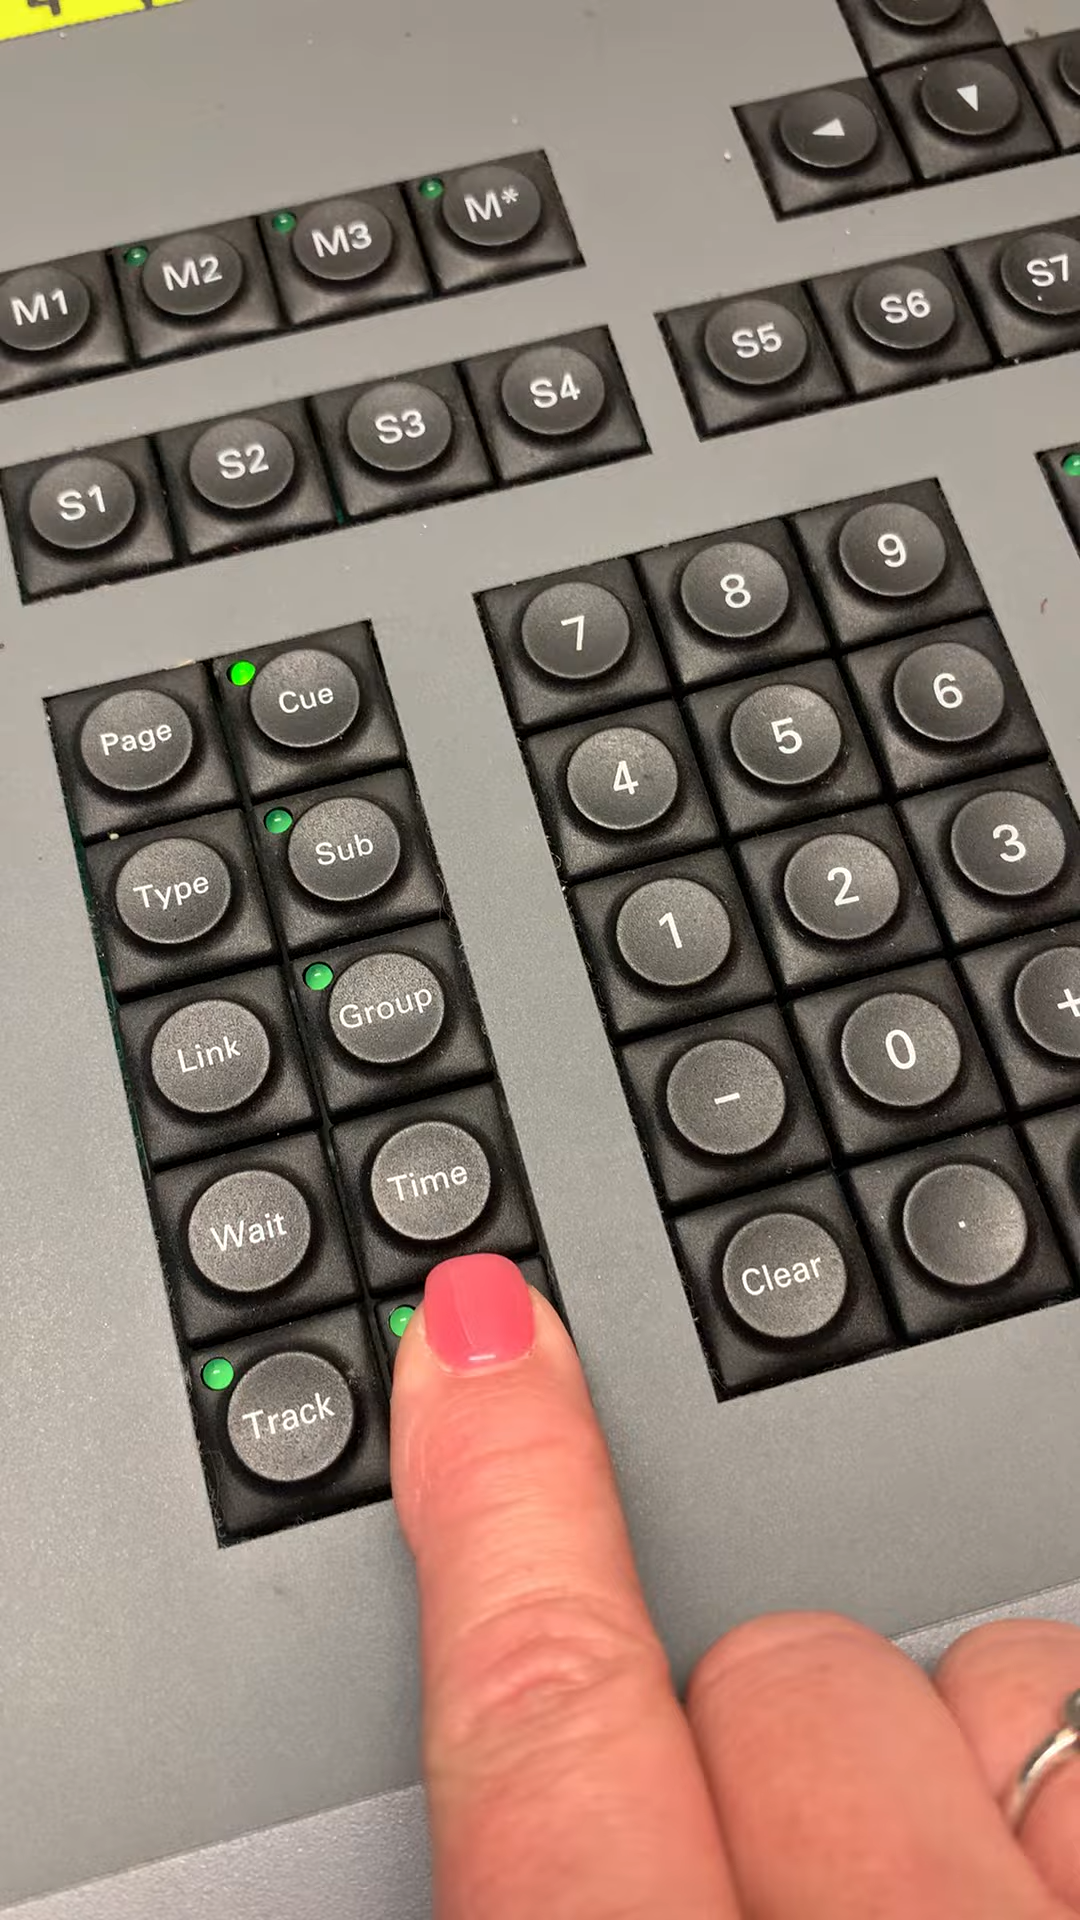 M1 M2 M3 M*
S1 S2 S3 S4
S5 S6 S7
Page Cue
Type Sub
Link Group
Wait Time
Track
7 8 9
4 5 6
1 2 3
- 0 +
Clear .